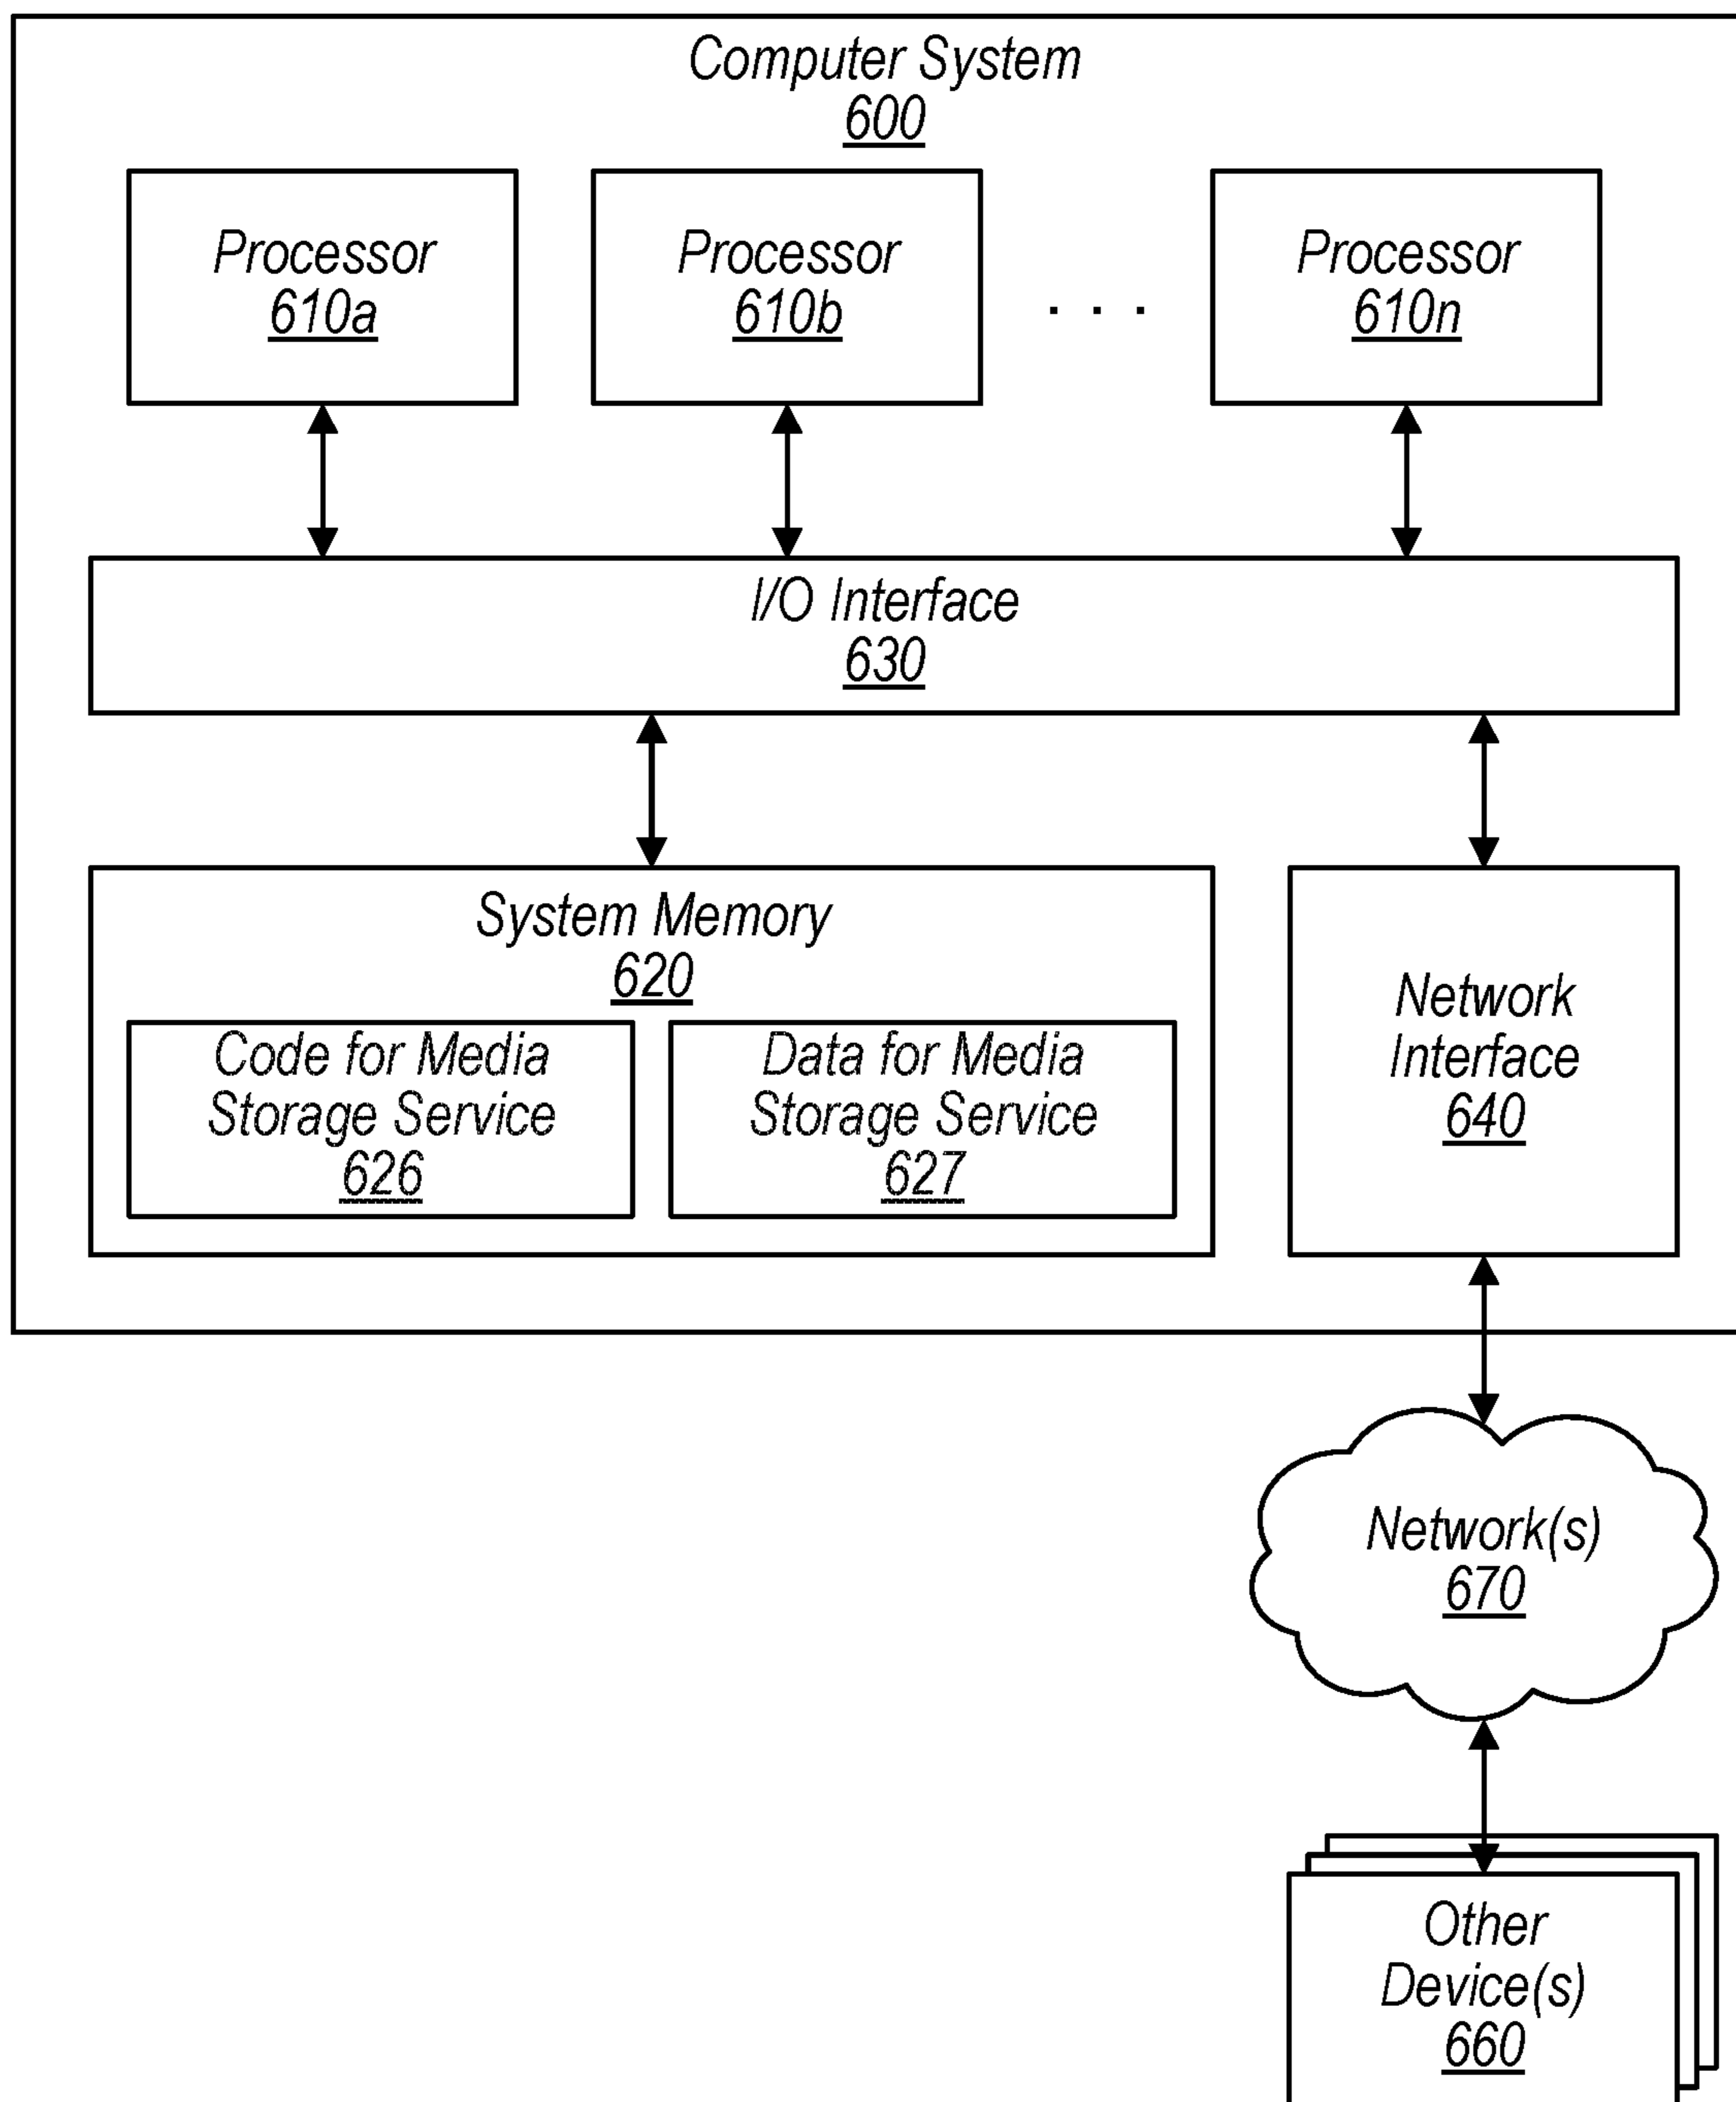 Computer System
600
Processor
610a
Processor
610b
. . .
Processor
610n
I/O Interface
630
System Memory
620
Code for Media
Storage Service
626
Data for Media
Storage Service
627
Network
Interface
640
Network(s)
670
Other
Device(s)
660